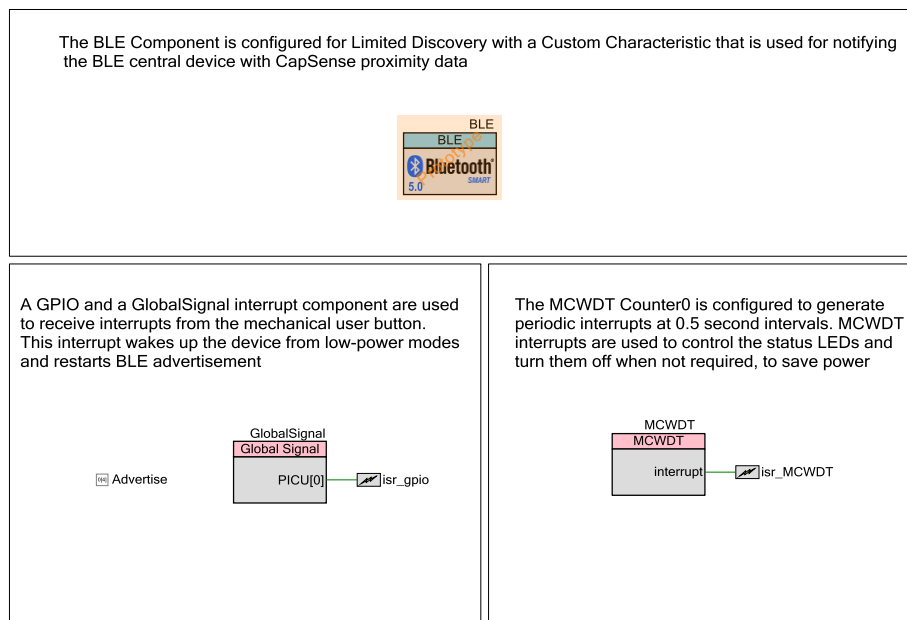 The BLE Component is configured for Limited Discovery with a Custom Characteristic that is used for notifying
the BLE central device with CapSense proximity data
BLE
BLE
Prototype
Bluetooth
SMART
5.0
A GPIO and a GlobalSignal interrupt component are used
to receive interrupts from the mechanical user button.
This interrupt wakes up the device from low-power modes
and restarts BLE advertisement
GlobalSignal
Global Signal
PICU[0]
isr_gpio
Advertise
The MCWDT Counter0 is configured to generate
periodic interrupts at 0.5 second intervals. MCWDT
interrupts are used to control the status LEDs and
turn them off when not required, to save power
MCWDT
MCWDT
interrupt
isr_MCWDT